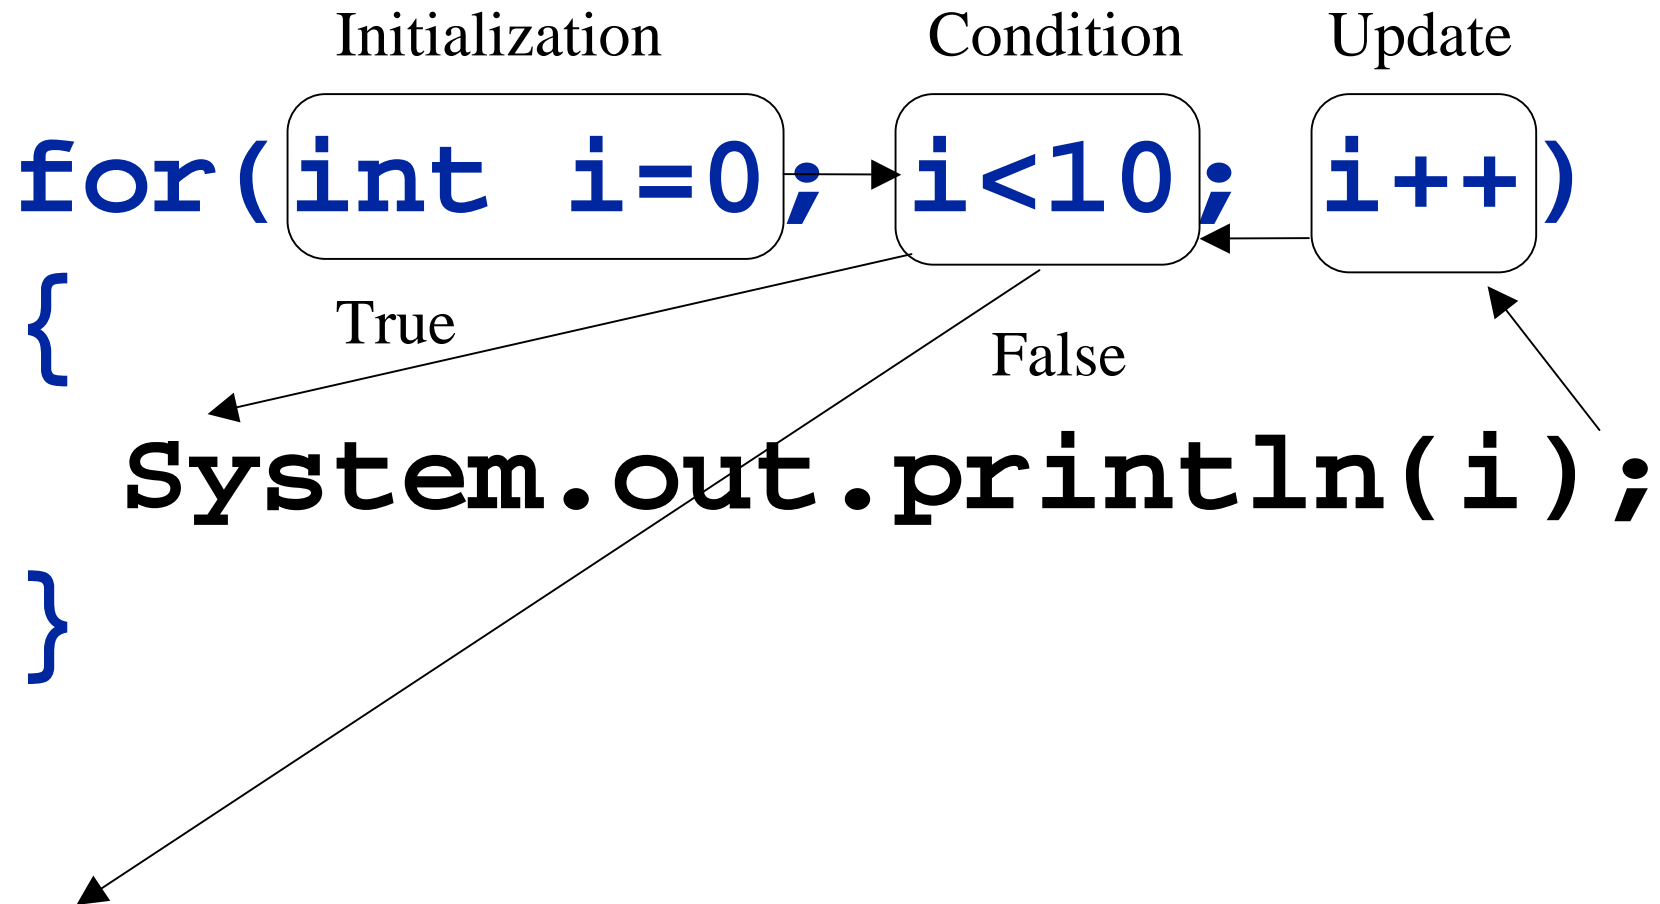 Initialization Condition Update
for(int i=0; i<10; i++)
{
True
False
System.out.println(i);
}